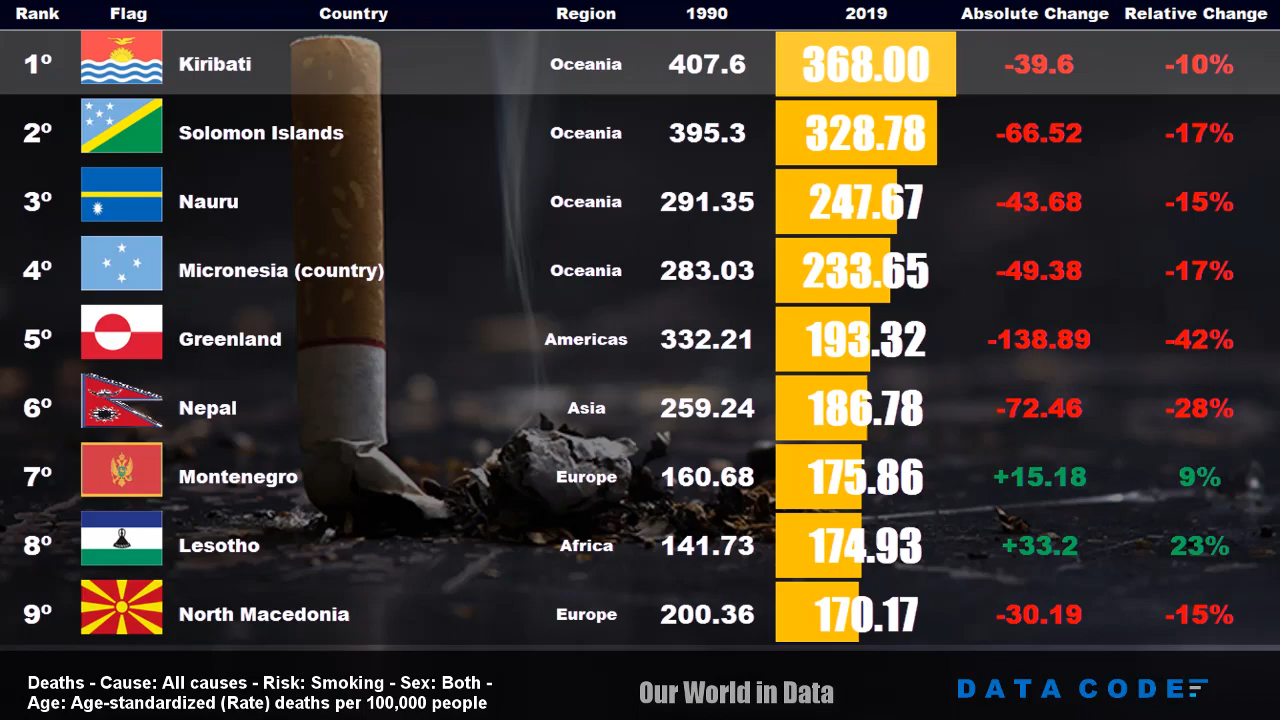 Rank Flag Country Region 1990 2019 Absolute Change Relative Change
1º Kiribati Oceania 407.6 368.00 -39.6 -10%
2º Solomon Islands Oceania 395.3 328.78 -66.52 -17%
3º Nauru Oceania 291.35 247.67 -43.68 -15%
4º Micronesia (country) Oceania 283.03 233.65 -49.38 -17%
5º Greenland Americas 332.21 193.32 -138.89 -42%
6º Nepal Asia 259.24 186.78 -72.46 -28%
7º Montenegro Europe 160.68 175.86 +15.18 9%
8º Lesotho Africa 141.73 174.93 +33.2 23%
9º North Macedonia Europe 200.36 170.17 -30.19 -15%
Deaths - Cause: All causes - Risk: Smoking - Sex: Both -
Age: Age-standardized (Rate) deaths per 100,000 people
Our World in Data
DATA CODE